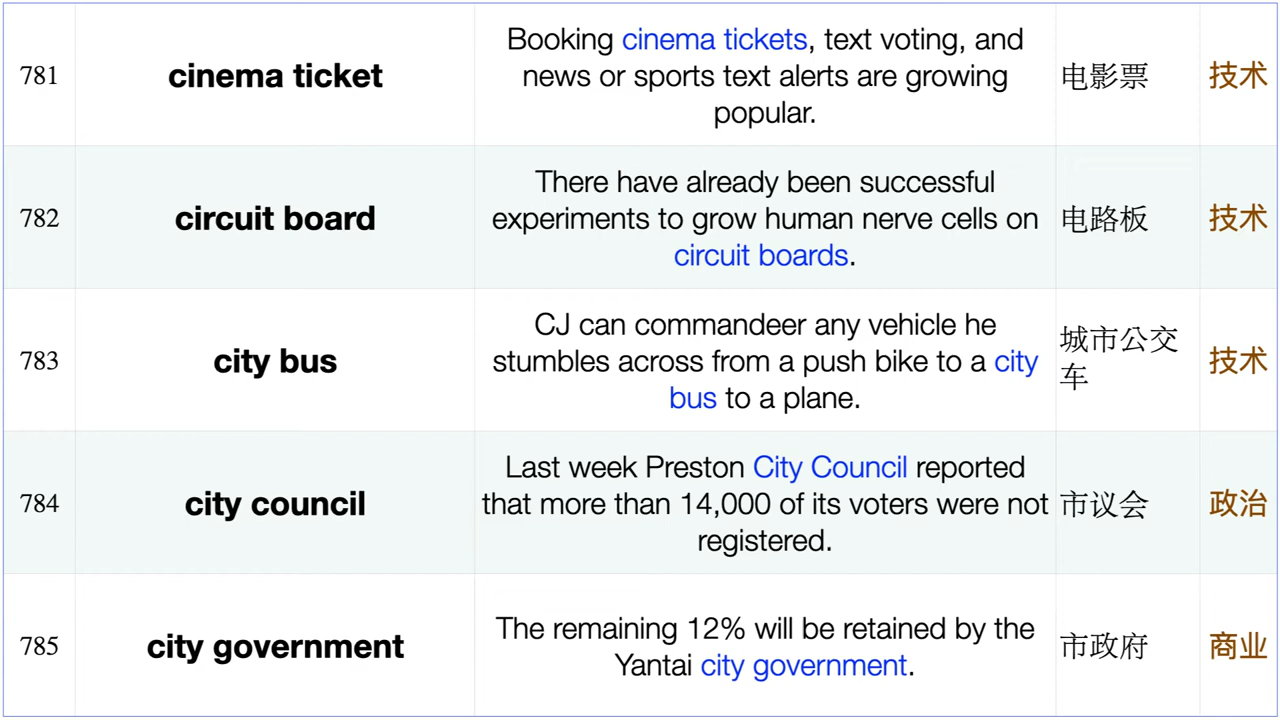 781
cinema ticket
Booking cinema tickets, text voting, and
news or sports text alerts are growing
popular.
电影票
技术
782
circuit board
There have already been successful
experiments to grow human nerve cells on
circuit boards.
电路板
技术
783
city bus
CJ can commandeer any vehicle he
stumbles across from a push bike to a city
bus to a plane.
城市公交
车
技术
784
city council
Last week Preston City Council reported
that more than 14,000 of its voters were not
registered.
市议会
政治
785
city government
The remaining 12% will be retained by the
Yantai city government.
市政府
商业